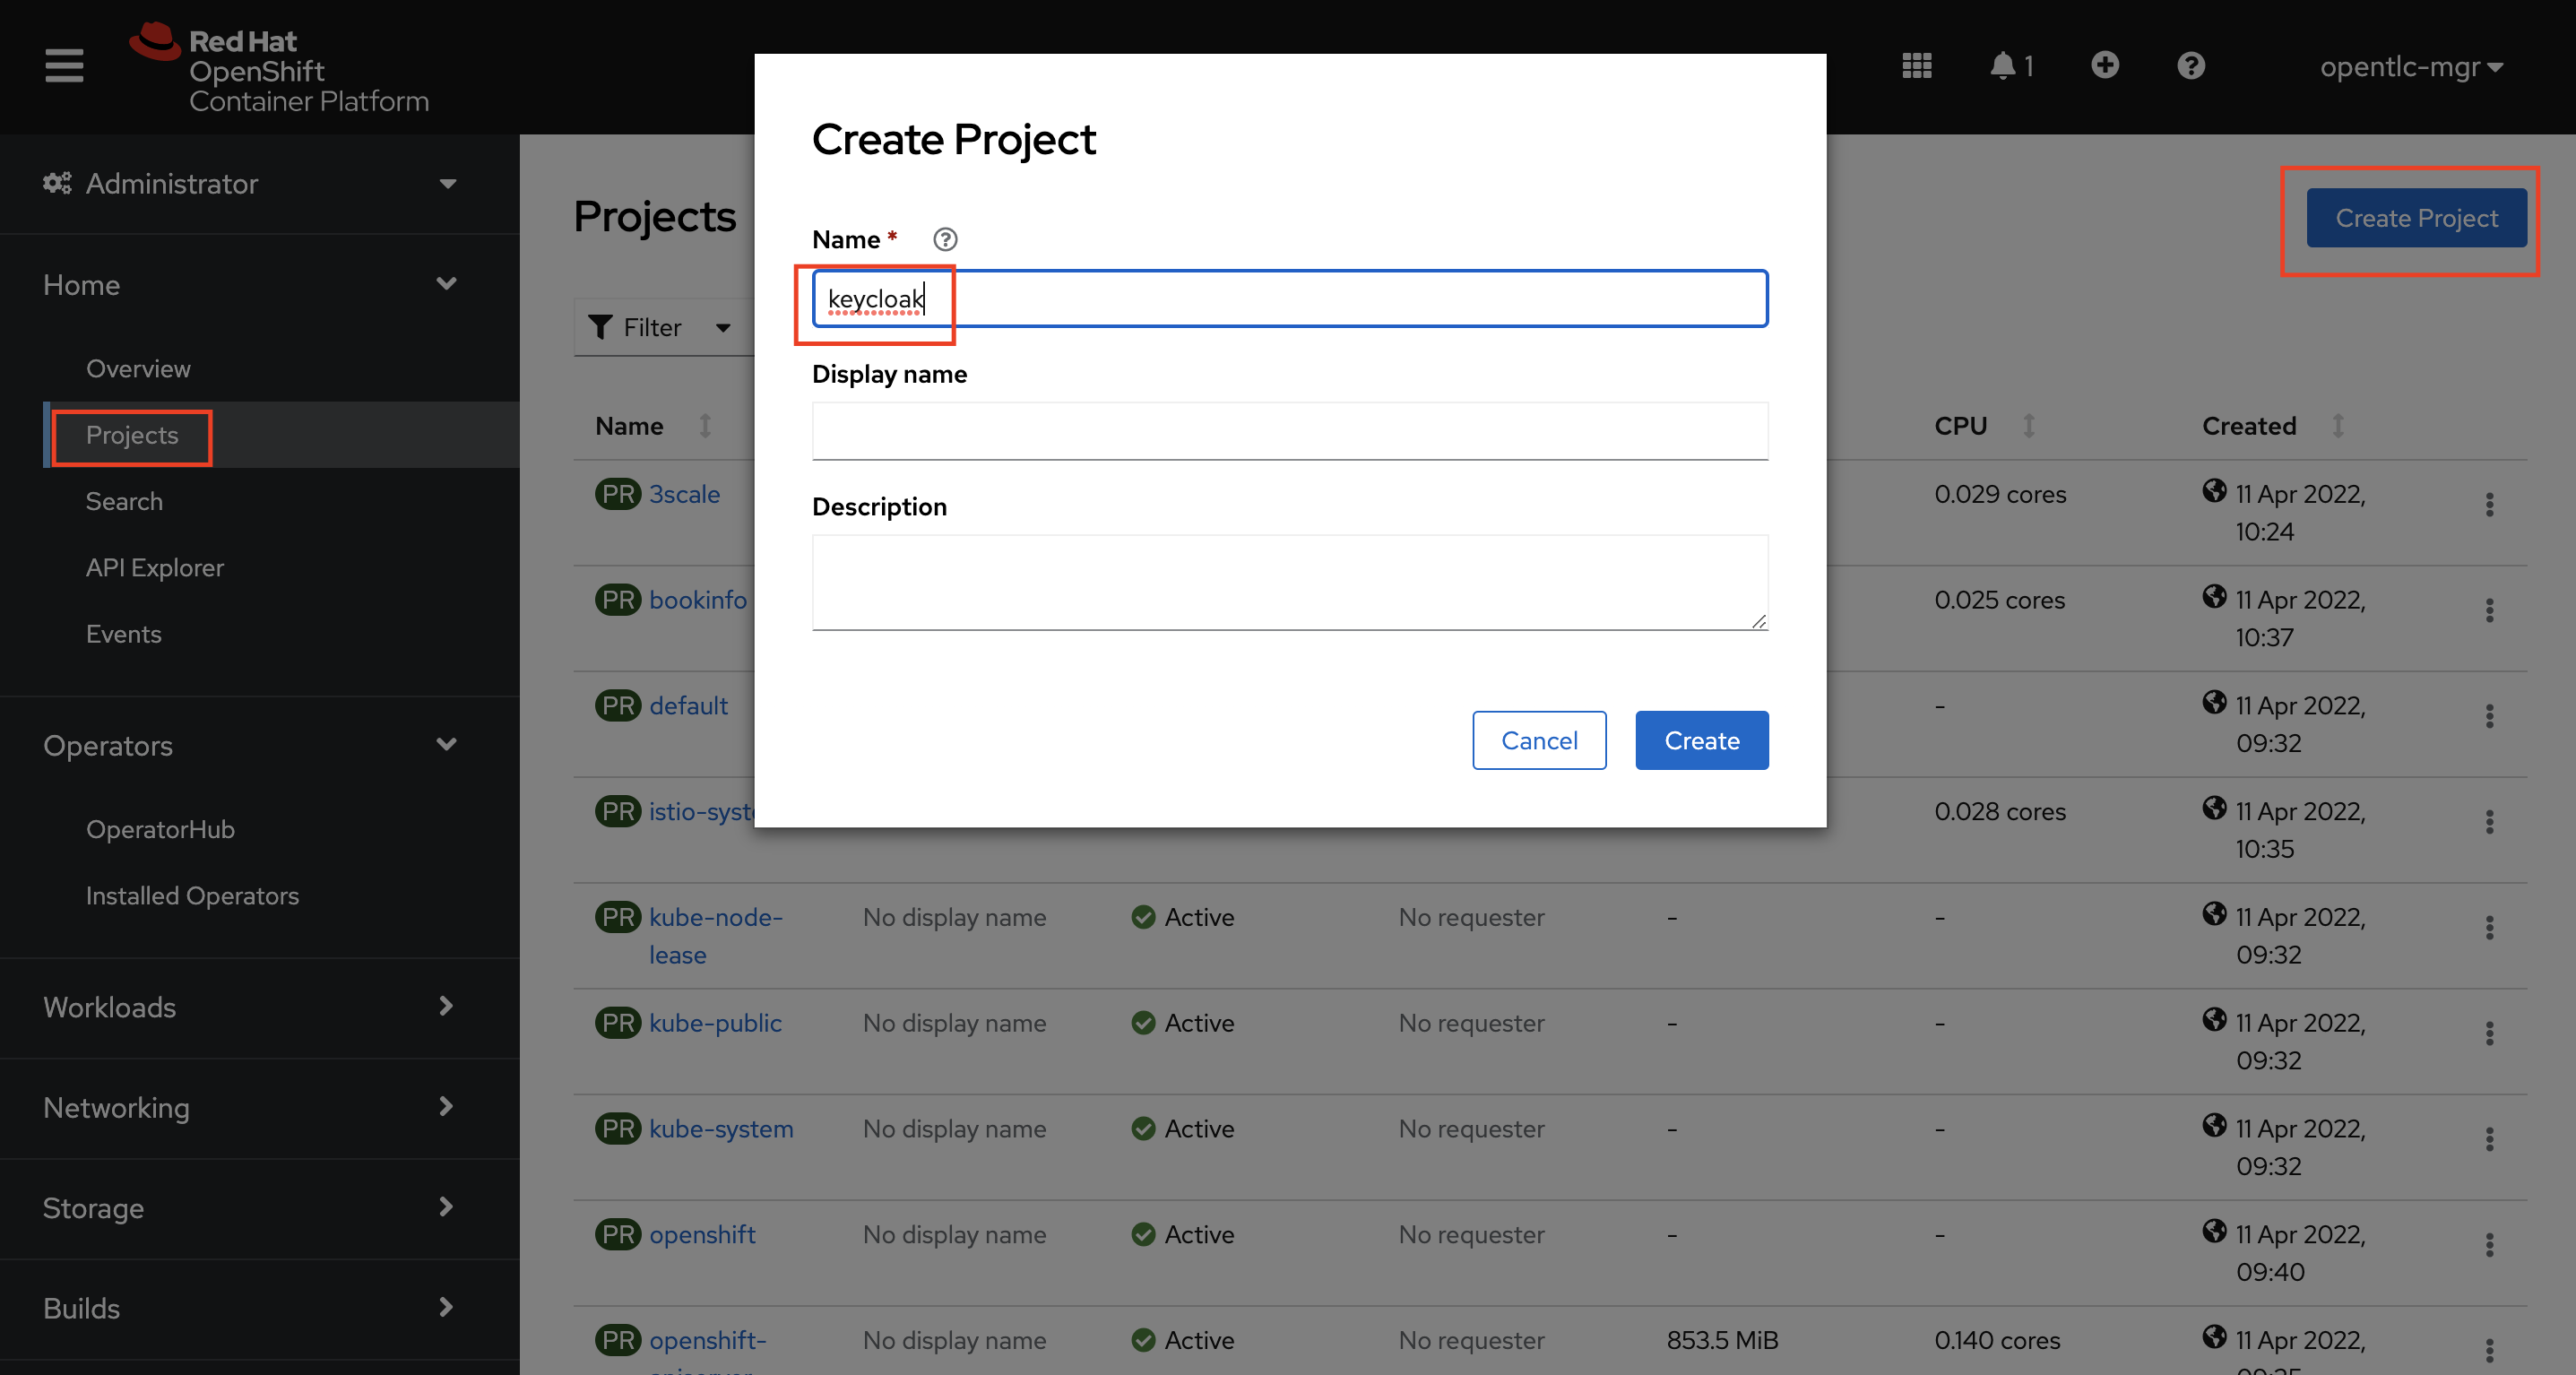 Red Hat
OpenShift
Container Platform
1
opentlc-mgr
Administrator
Home
Overview
Projects
Search
API Explorer
Events
Operators
OperatorHub
Installed Operators
Workloads
Networking
Storage
Builds
Projects
Create Project
Filter
Name CPU Created
PR 3scale 0.029 cores 11 Apr 2022,
10:24
PR bookinfo 0.025 cores 11 Apr 2022,
10:37
PR default - 11 Apr 2022,
09:32
PR istio-syst 0.028 cores 11 Apr 2022,
10:35
PR kube-node- No display name Active No requester - - 11 Apr 2022,
lease 09:32
PR kube-public No display name Active No requester - - 11 Apr 2022,
09:32
PR kube-system No display name Active No requester - - 11 Apr 2022,
09:32
PR openshift No display name Active No requester - - 11 Apr 2022,
09:40
PR openshift- No display name Active No requester 853.5 MiB 0.140 cores 11 Apr 2022,
Create Project
Name *
keycloak
Display name
Description
Cancel Create